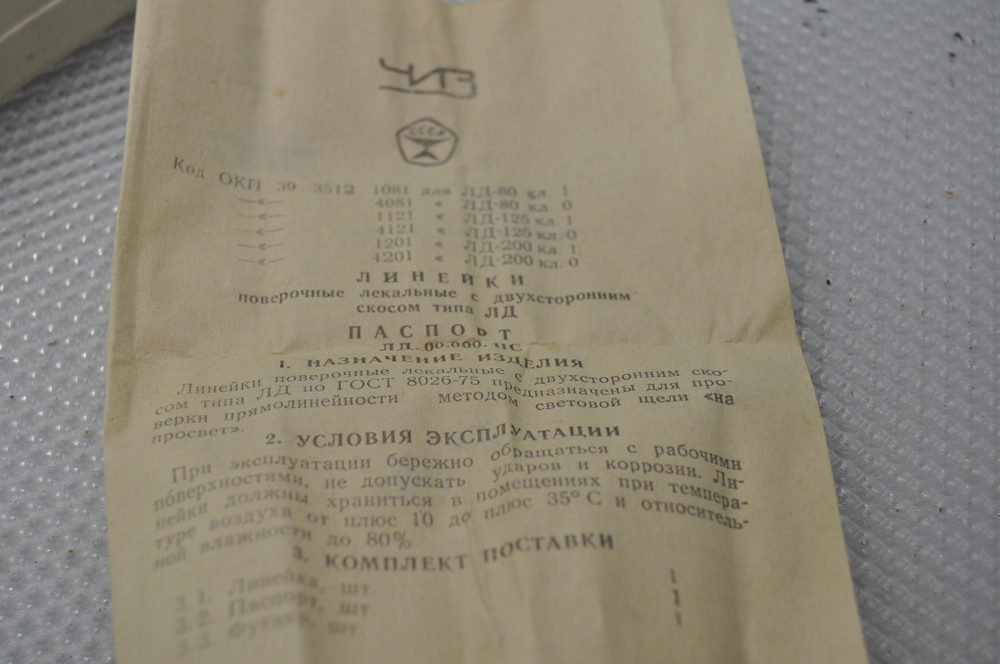 ЧИЗ
СССР
Код ОКП 39 3512 1081 для ЛД-80 кл. 1
—«— 4081 « ЛД-80 кл. 0
—«— 1121 « ЛД-125 кл. 1
—«— 4121 « ЛД-125 кл. 0
—«— 1201 « ЛД-200 кл. 1
—«— 4201 « ЛД-200 кл. 0
ЛИНЕЙКИ
поверочные лекальные с двухсторонним
скосом типа ЛД
ПАСПОРТ
ЛД.00.000. ЧС
1. НАЗНАЧЕНИЕ ИЗДЕЛИЯ
Линейки поверочные лекальные с двухсторонним ско-
сом типа ЛД по ГОСТ 8026-75 предназначены для про-
верки прямолинейности методом световой щели «на
просвет».
2. УСЛОВИЯ ЭКСПЛУАТАЦИИ
При эксплуатации бережно обращаться с рабочими
поверхностями, не допускать ударов и коррозии. Ли-
нейки должны храниться в помещениях при темпера-
туре воздуха от плюс 10 до плюс 35° С и относитель-
ной влажности до 80%.
3. КОМПЛЕКТ ПОСТАВКИ
3.1. Линейка, шт. 1
3.2. Паспорт, шт. 1
3.3. Футляр, шт. 1